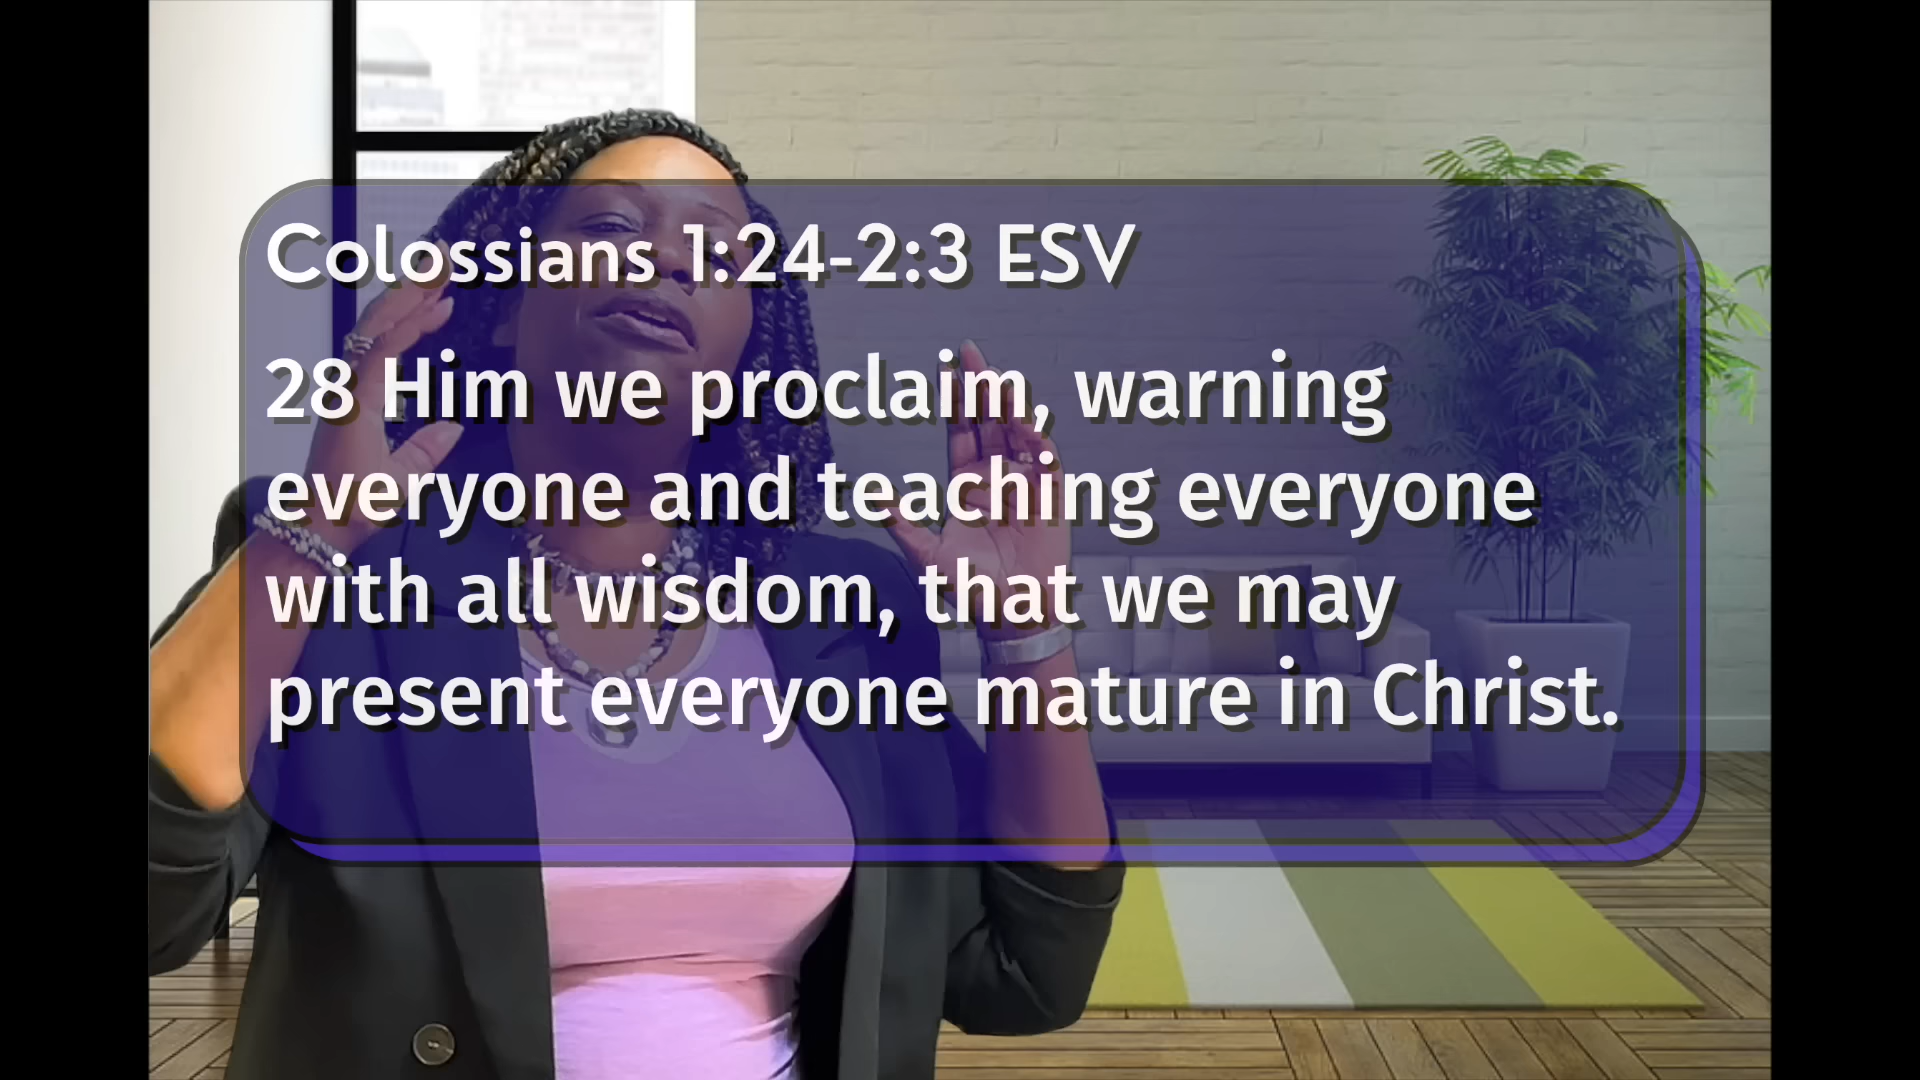 Colossians 1:24-2:3 ESV
28 Him we proclaim, warning
everyone and teaching everyone
with all wisdom, that we may
present everyone mature in Christ.